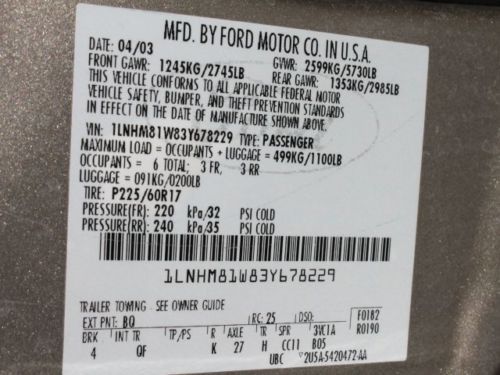 MFD. BY FORD MOTOR CO. IN U.S.A.
DATE: 04/03 GVWR: 2599KG/5730LB
FRONT GAWR: 1245KG/2745LB REAR GAWR: 1353KG/2985LB
THIS VEHICLE CONFORMS TO ALL APPLICABLE FEDERAL MOTOR
VEHICLE SAFETY, BUMPER, AND THEFT PREVENTION STANDARDS
IN EFFECT ON THE DATE OF MANUFACTURE SHOWN ABOVE.
VIN: 1LNHM81W83Y678229 TYPE: PASSENGER
MAXIMUM LOAD = OCCUPANTS + LUGGAGE = 499KG/1100LB
OCCUPANTS = 6 TOTAL; 3 FR, 3 RR
LUGGAGE = 091KG/0200LB
TIRE: P225/60R17
PRESSURE(FR) 220 kPa/32 PSI COLD
PRESSURE(RR) 240 kPa/35 PSI COLD
1LNHM81W83Y678229
TRAILER TOWING - SEE OWNER GUIDE
EXT PNT: BQ RC: 25 DSO: F0182
BRK INT TR TP/PS R AXLE TR SPR 3VC1A R0190
4 QF K 27 H CC11 B05
UBC 2U5A-5420472-AA